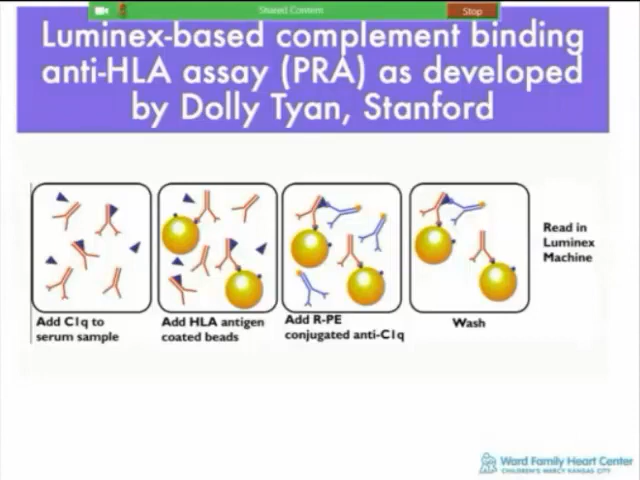 Shared Content
Stop
Luminex-based complement binding
anti-HLA assay (PRA) as developed
by Dolly Tyan, Stanford
Add C1q to
serum sample
Add HLA antigen
coated beads
Add R-PE
conjugated anti-C1q
Wash
Read in
Luminex
Machine
Ward Family Heart Center
CHILDREN'S MERCY KANSAS CITY